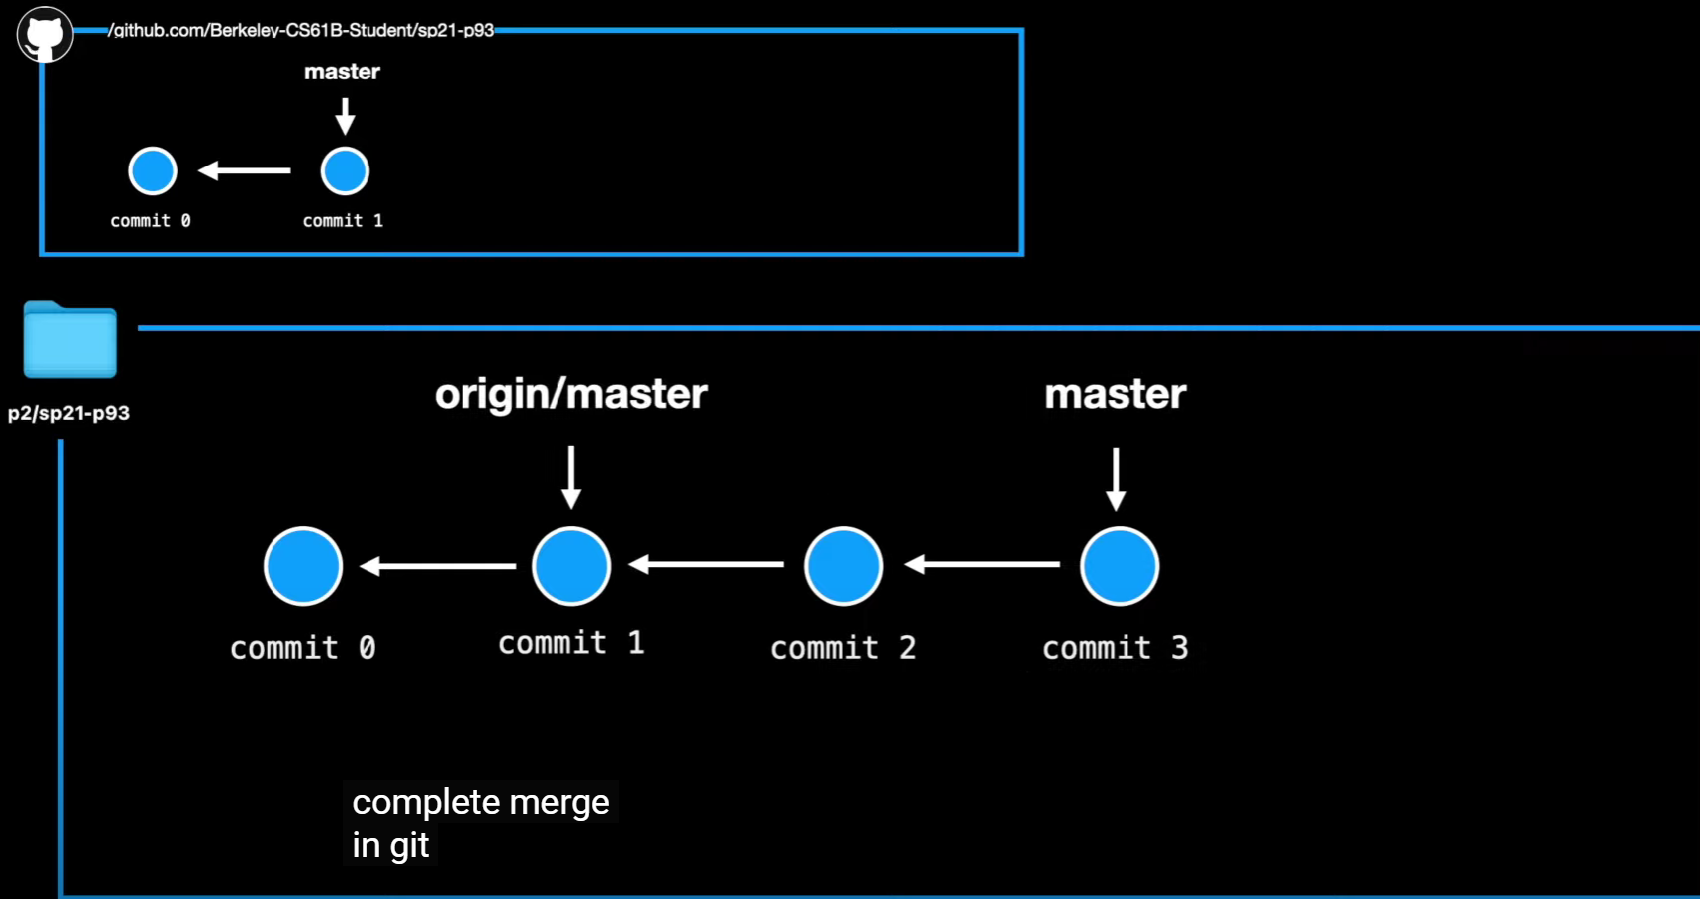 /github.com/Berkeley-CS61B-Student/sp21-p93
master
commit 0
commit 1
p2/sp21-p93
origin/master
master
commit 0
commit 1
commit 2
commit 3
complete merge
in git